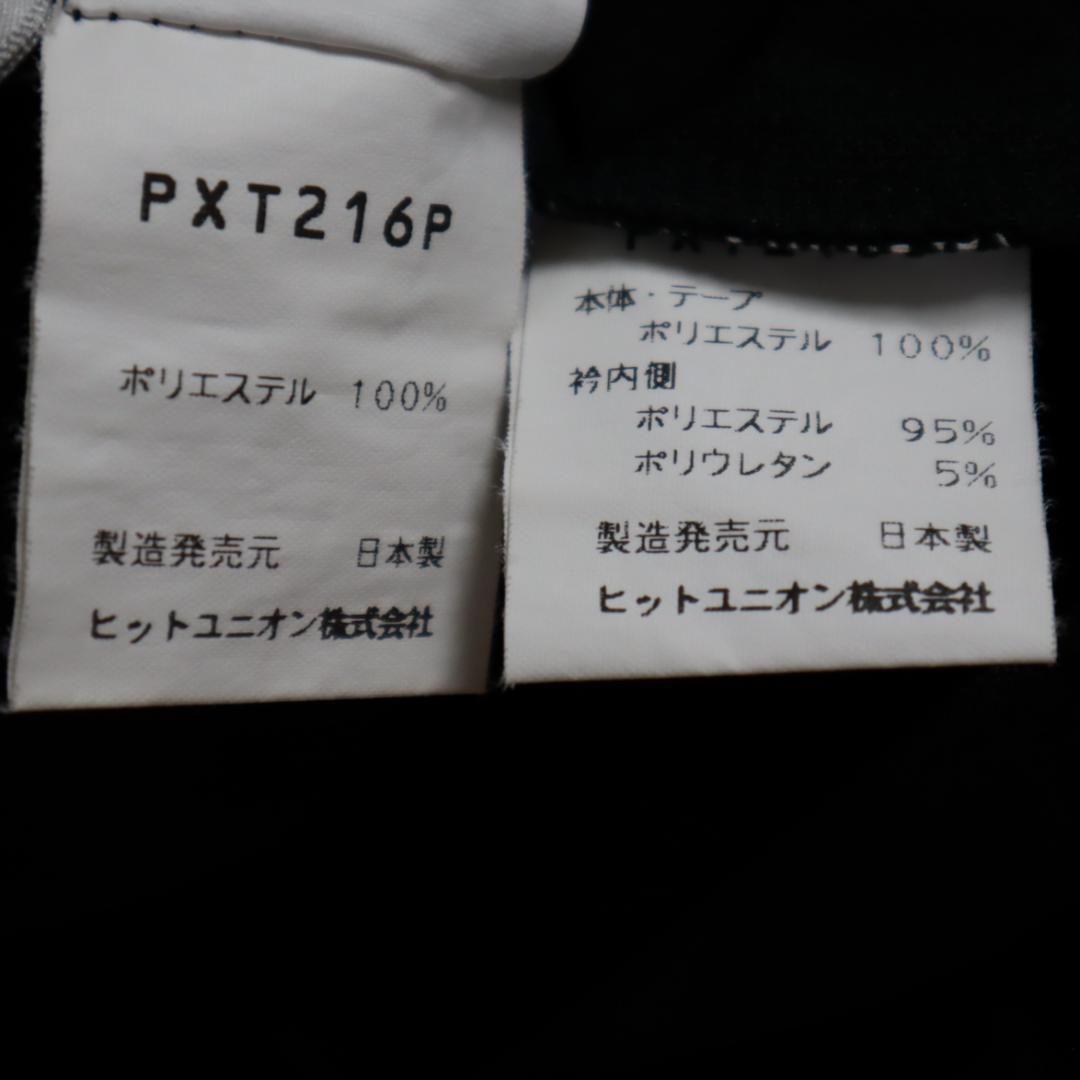 PXT216P
ポリエステル 100%
製造発売元 日本製
ヒットユニオン株式会社
本体・テープ
ポリエステル 100%
衿内側
ポリエステル 95%
ポリウレタン 5%
製造発売元 日本製
ヒットユニオン株式会社